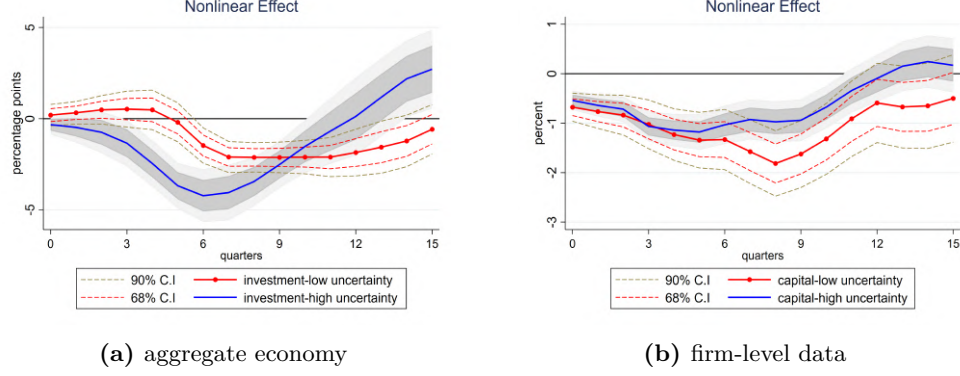 Nonlinear Effect
percentage points
5
0
-5
0 3 6 9 12 15
quarters
90% C.I investment-low uncertainty
68% C.I investment-high uncertainty
(a) aggregate economy
Nonlinear Effect
percent
1
0
-1
-2
-3
0 3 6 9 12 15
quarters
90% C.I capital-low uncertainty
68% C.I capital-high uncertainty
(b) firm-level data